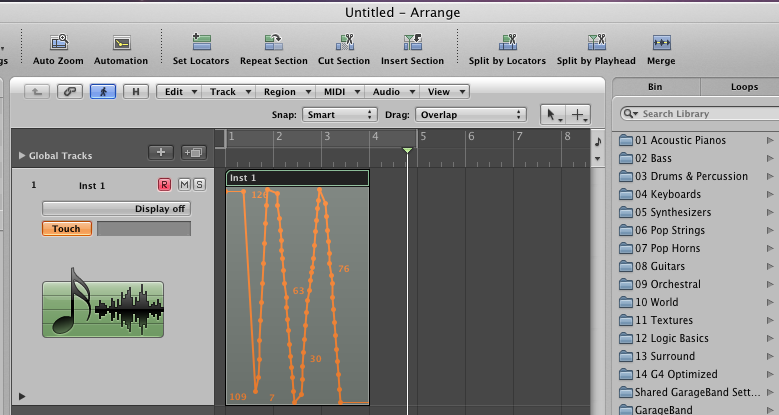 Untitled – Arrange
gs
Auto Zoom Automation Set Locators Repeat Section Cut Section Insert Section Split by Locators Split by Playhead Merge
H Edit Track Region MIDI Audio View
Snap: Smart Drag: Overlap
1 2 3 4 5 6 7 8
Global Tracks
1 Inst 1 R M S
Display off
Touch
Inst 1
126
76
63
30
109 7
Bin Loops
Search Library
01 Acoustic Pianos
02 Bass
03 Drums & Percussion
04 Keyboards
05 Synthesizers
06 Pop Strings
07 Pop Horns
08 Guitars
09 Orchestral
10 World
11 Textures
12 Logic Basics
13 Surround
14 G4 Optimized
Shared GarageBand Sett...
GarageBand